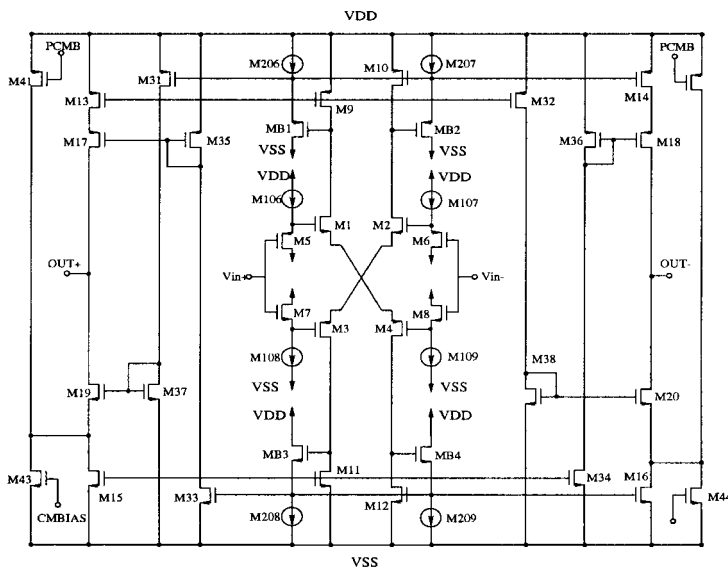 VDD
PCMB M206 M10 M207 PCMB
M41 M31 M14
M13 M9 M32
MB1 MB2
M17 M35 VSS VSS M36 M18
VDD VDD
M106 M107
M1 M2
M5 M6
OUT+ Vin+ Vin- OUT-
M7 M8
M3 M4
M108 M109 M38
M19 M37 VSS VSS M20
VDD VDD
MB3 MB4
M43 M11 M34 M16
M15 M33 M12 M44
CMBIAS M208 M209
VSS